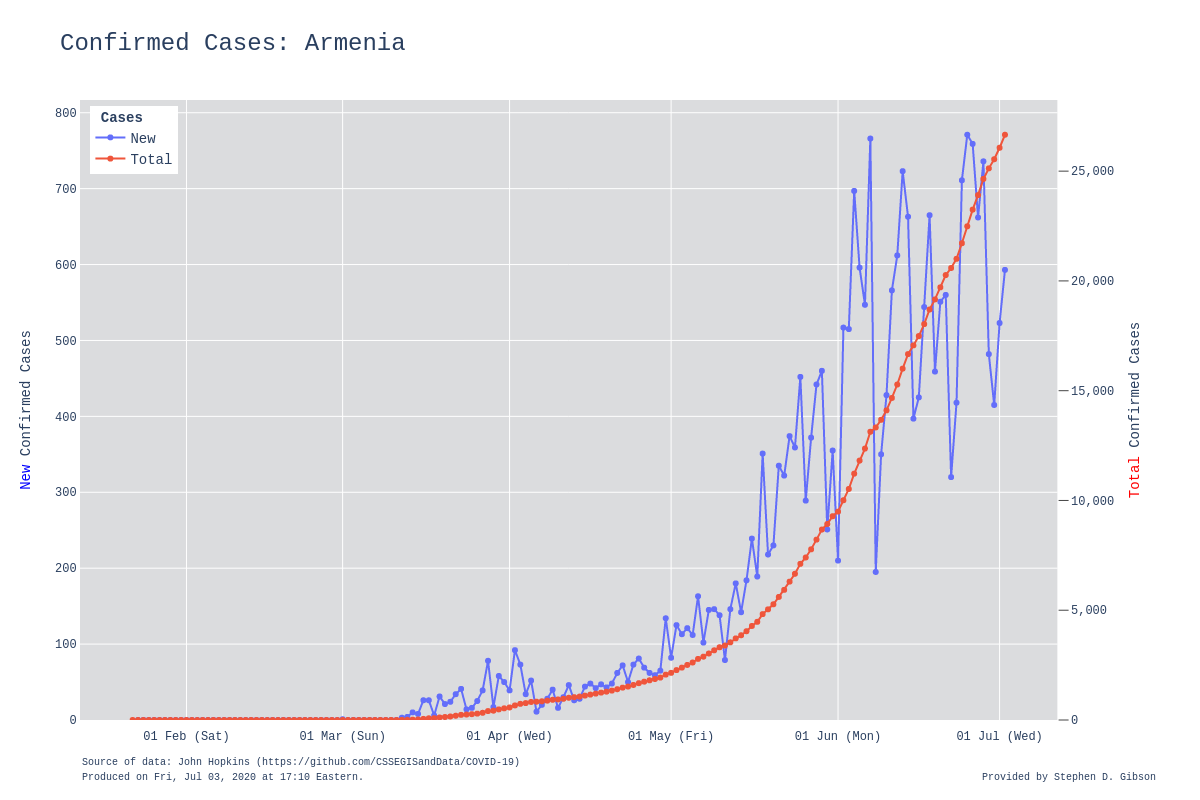 Confirmed Cases: Armenia
Cases
New
Total
800
700
600
500
400
300
200
100
0
New Confirmed Cases
25,000
20,000
15,000
10,000
5,000
0
Total Confirmed Cases
01 Feb (Sat)
01 Mar (Sun)
01 Apr (Wed)
01 May (Fri)
01 Jun (Mon)
01 Jul (Wed)
Source of data: John Hopkins (https://github.com/CSSEGISandData/COVID-19)
Produced on Fri, Jul 03, 2020 at 17:10 Eastern.
Provided by Stephen D. Gibson